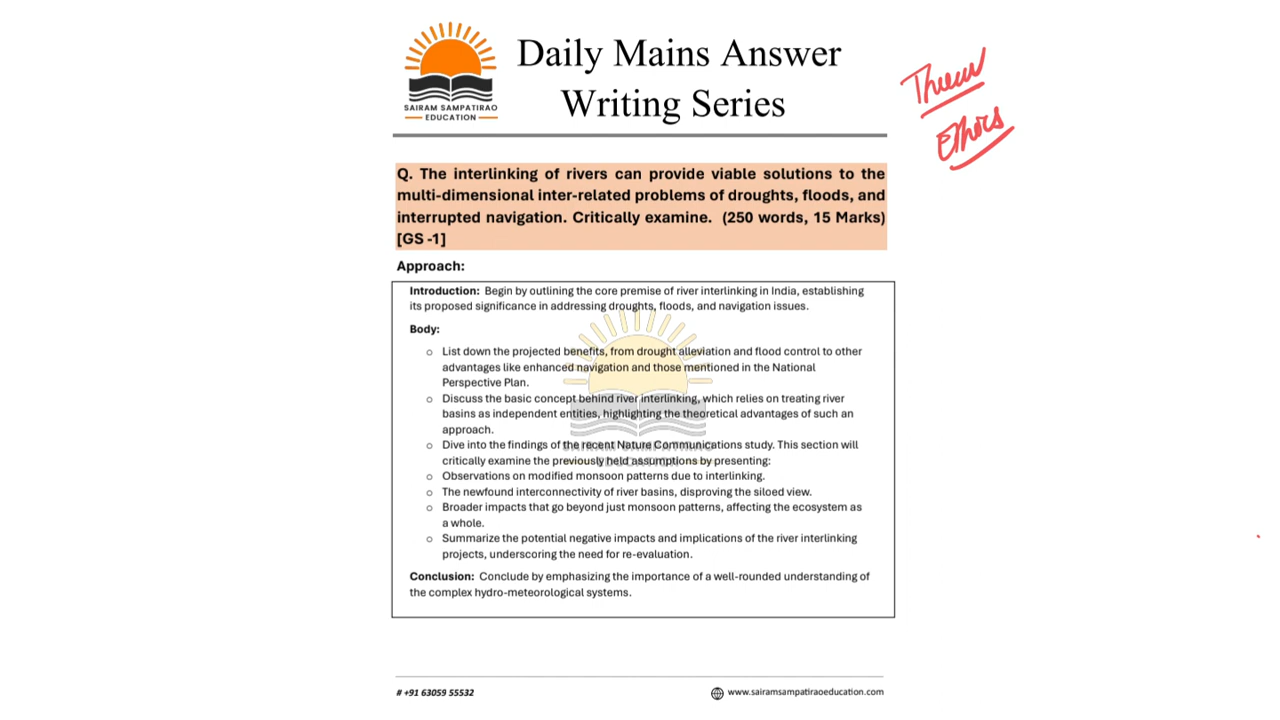 Daily Mains Answer
Writing Series
SAIRAM SAMPATIRAO
EDUCATION
Ethics
Q. The interlinking of rivers can provide viable solutions to the
multi-dimensional inter-related problems of droughts, floods, and
interrupted navigation. Critically examine. (250 words, 15 Marks)
[GS -1]
Approach:
Introduction: Begin by outlining the core premise of river interlinking in India, establishing
its proposed significance in addressing droughts, floods, and navigation issues.
Body:
○ List down the projected benefits, from drought alleviation and flood control to other
advantages like enhanced navigation and those mentioned in the National
Perspective Plan.
○ Discuss the basic concept behind river interlinking, which relies on treating river
basins as independent entities, highlighting the theoretical advantages of such an
approach.
○ Dive into the findings of the recent Nature Communications study. This section will
critically examine the previously held assumptions by presenting:
○ Observations on modified monsoon patterns due to interlinking.
○ The newfound interconnectivity of river basins, disproving the siloed view.
○ Broader impacts that go beyond just monsoon patterns, affecting the ecosystem as
a whole.
○ Summarize the potential negative impacts and implications of the river interlinking
projects, underscoring the need for re-evaluation.
Conclusion: Conclude by emphasizing the importance of a well-rounded understanding of
the complex hydro-meteorological systems.
# +91 63059 55532
www.sairamsampatiraoeducation.com